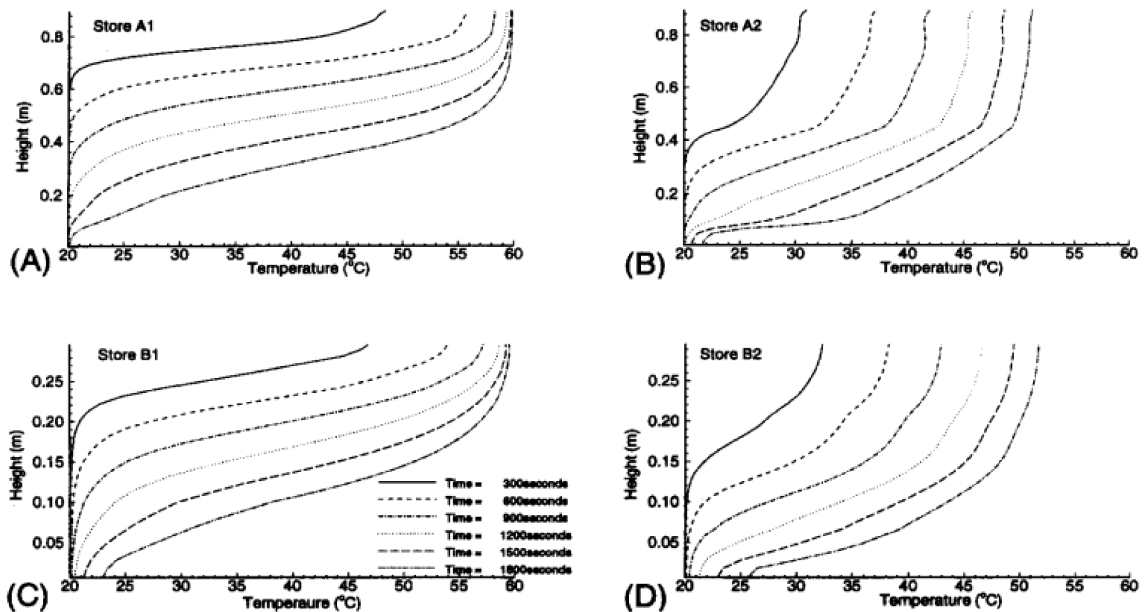 Store A1
0.8
0.6
0.4
0.2
Height (m)
20 25 30 35 40 45 50 55 60
Temperature (°C)
(A)
Store A2
0.8
0.6
0.4
0.2
Height (m)
20 25 30 35 40 45 50 55 60
Temperature (°C)
(B)
Store B1
0.25
0.20
0.15
0.10
0.05
Height (m)
Time = 300seconds
Time = 600seconds
Time = 900seconds
Time = 1200seconds
Time = 1500seconds
Time = 1800seconds
20 25 30 35 40 45 50 55 60
Temperaure (°C)
(C)
Store B2
0.25
0.20
0.15
0.10
0.05
Height (m)
20 25 30 35 40 45 50 55 60
Temperature (°C)
(D)